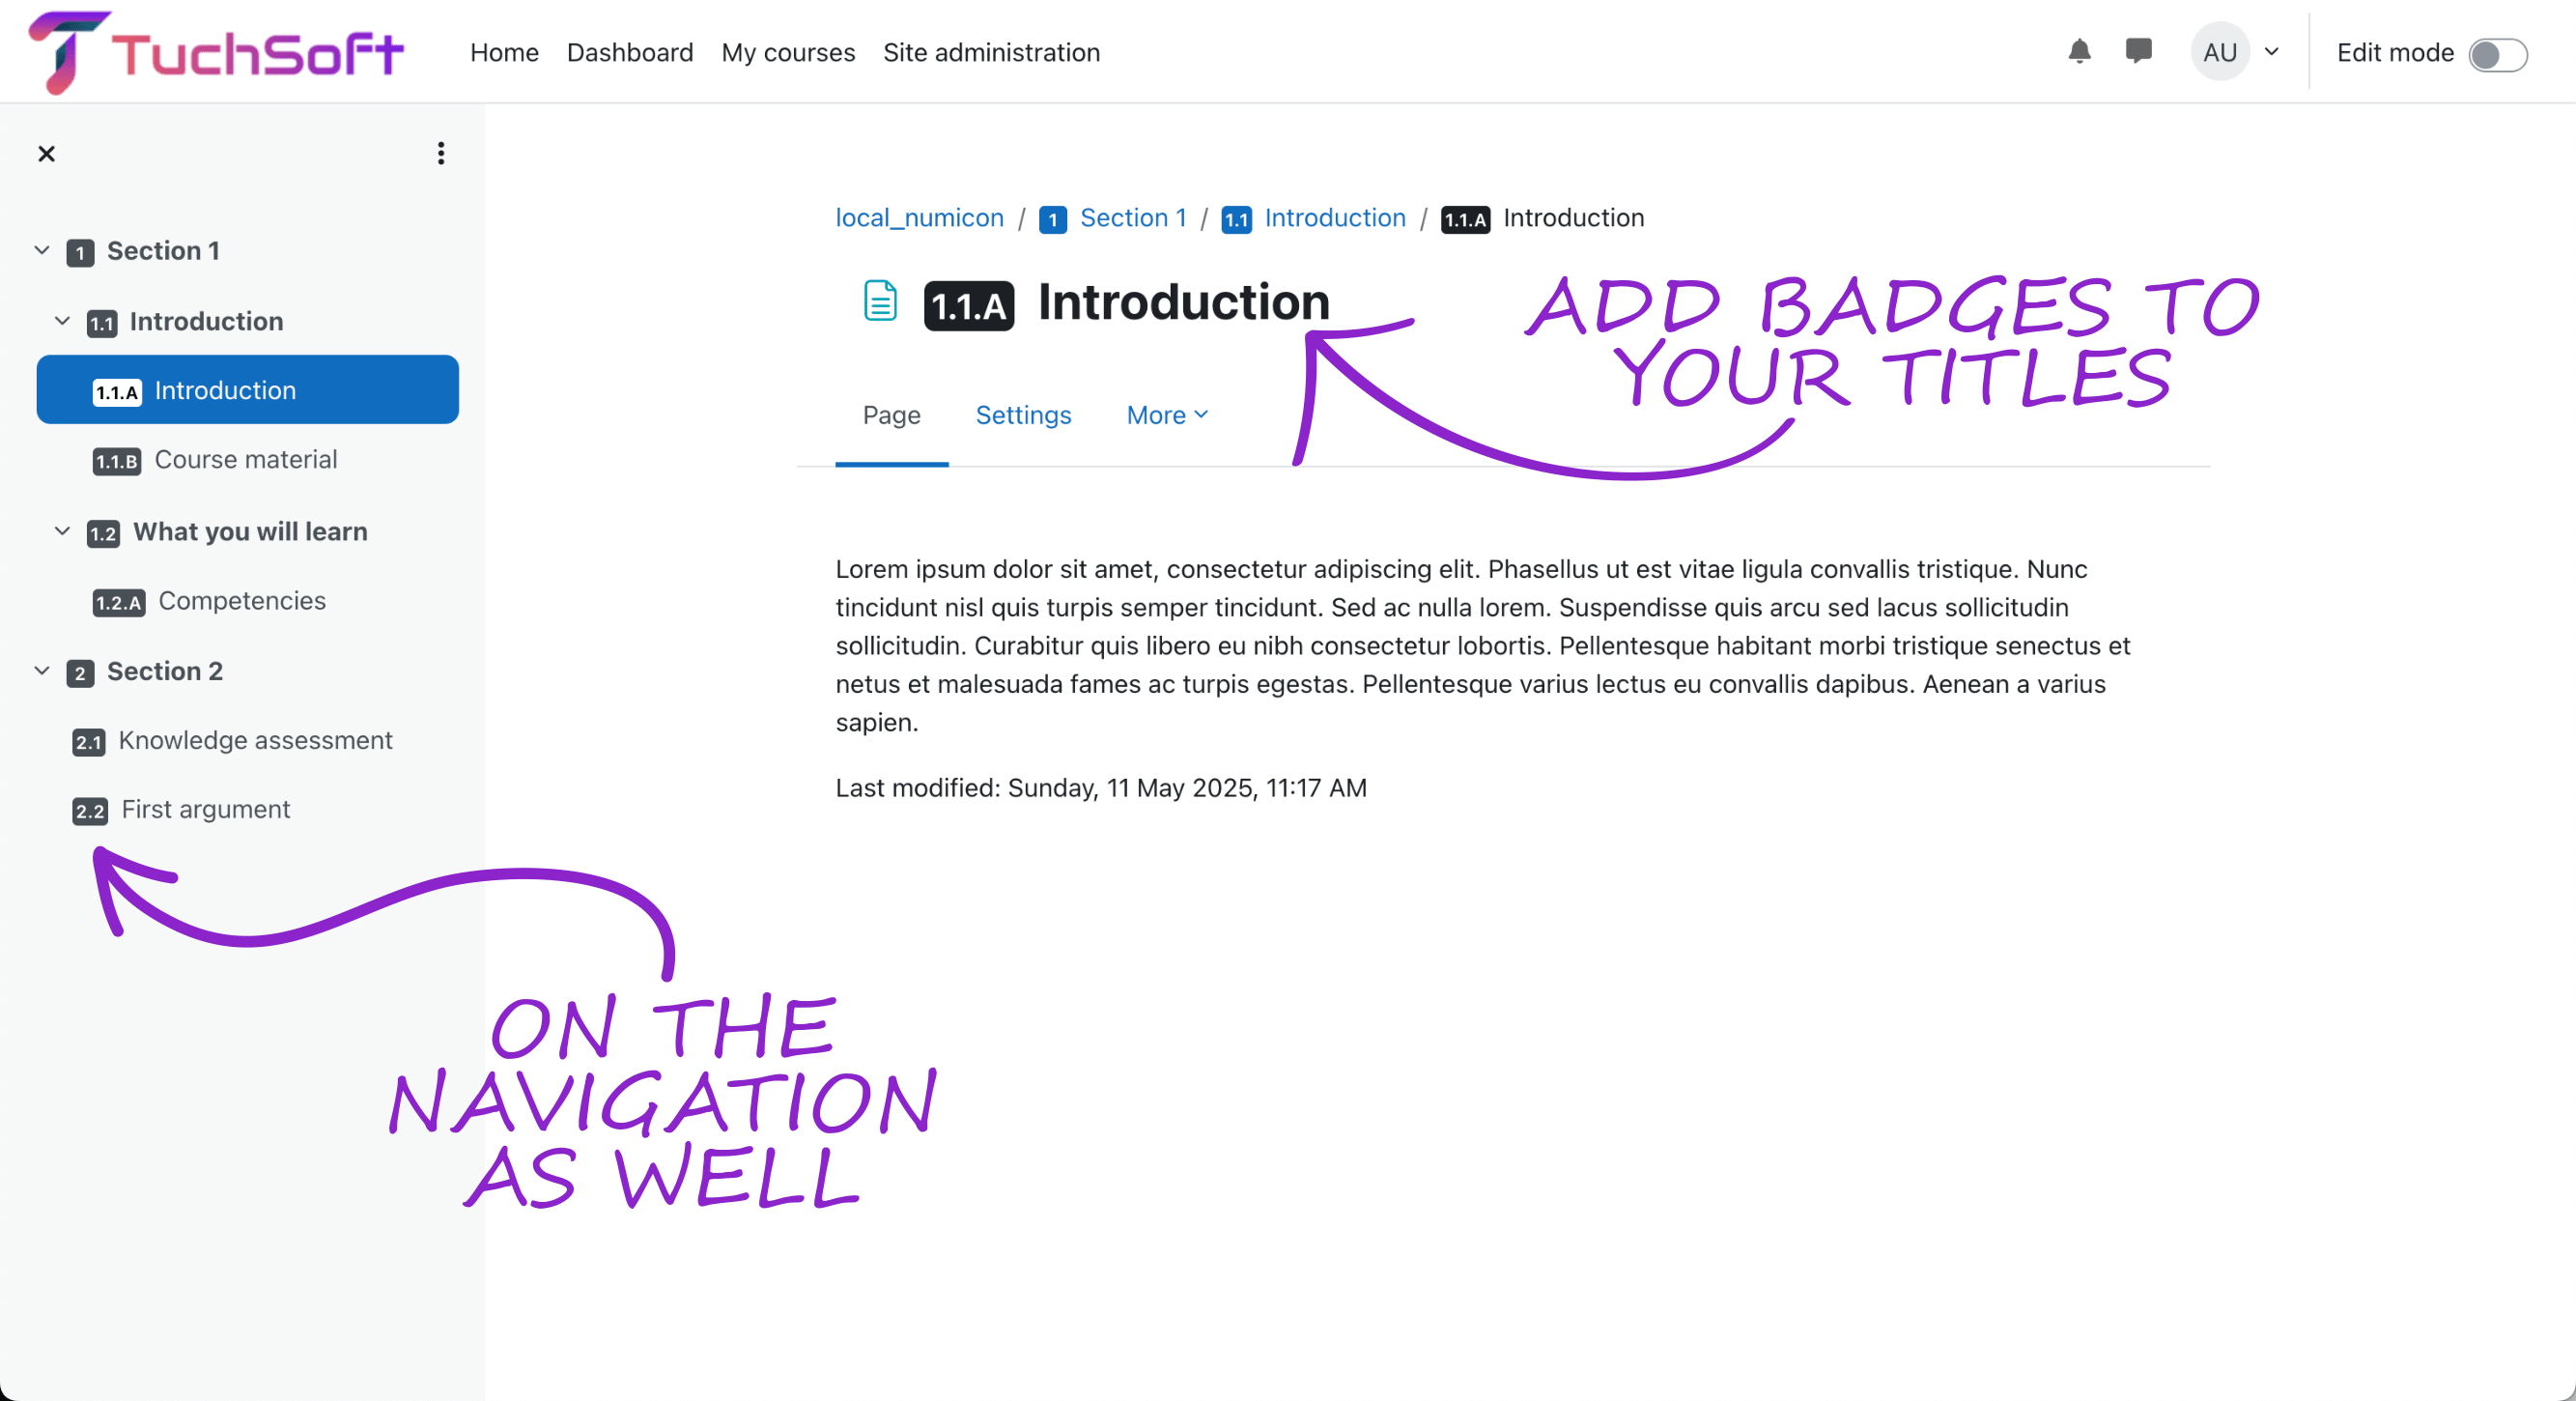 TuchSoft
Home Dashboard My courses Site administration
AU
Edit mode
1 Section 1
1.1 Introduction
1.1.A Introduction
1.1.B Course material
1.2 What you will learn
1.2.A Competencies
2 Section 2
2.1 Knowledge assessment
2.2 First argument
local_numicon / 1 Section 1 / 1.1 Introduction / 1.1.A Introduction
1.1.A Introduction
ADD BADGES TO
YOUR TITLES
Page Settings More
Lorem ipsum dolor sit amet, consectetur adipiscing elit. Phasellus ut est vitae ligula convallis tristique. Nunc
tincidunt nisl quis turpis semper tincidunt. Sed ac nulla lorem. Suspendisse quis arcu sed lacus sollicitudin
sollicitudin. Curabitur quis libero eu nibh consectetur lobortis. Pellentesque habitant morbi tristique senectus et
netus et malesuada fames ac turpis egestas. Pellentesque varius lectus eu convallis dapibus. Aenean a varius
sapien.
Last modified: Sunday, 11 May 2025, 11:17 AM
ON THE
NAVIGATION
AS WELL